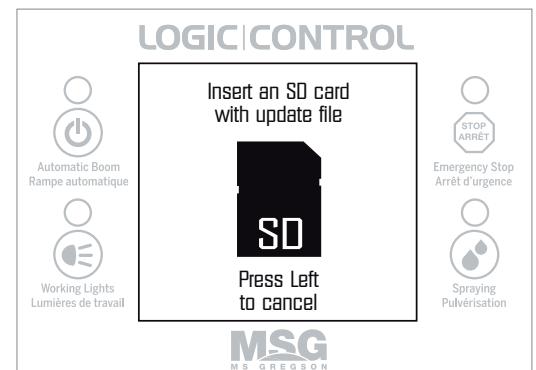 LOGIC|CONTROL
Insert an SD card
with update file
SD
Press Left
to cancel
Automatic Boom
Rampe automatique
Working Lights
Lumières de travail
STOP
ARRÊT
Emergency Stop
Arrêt d'urgence
Spraying
Pulvérisation
MSG
MS GREGSON